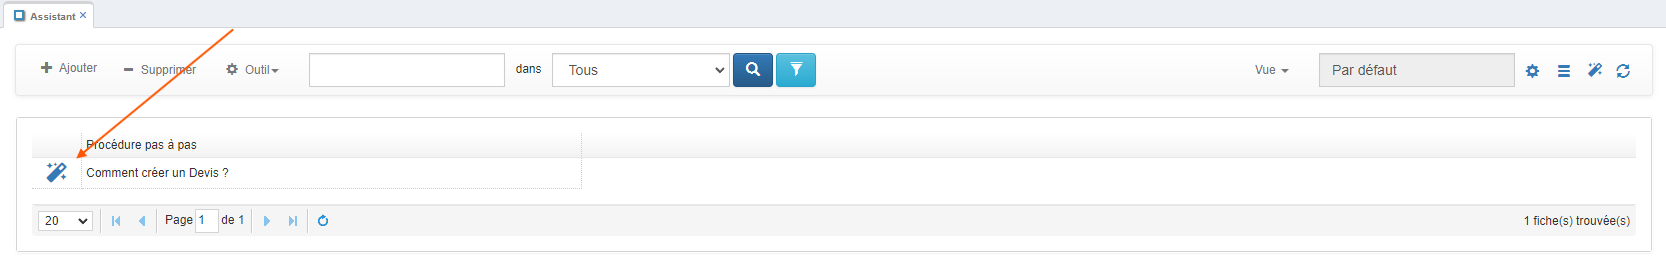 Assistant
Ajouter Supprimer Outil dans Tous Vue Par défaut
Procédure pas à pas
Comment créer un Devis ?
20 Page 1 de 1 1 fiche(s) trouvée(s)